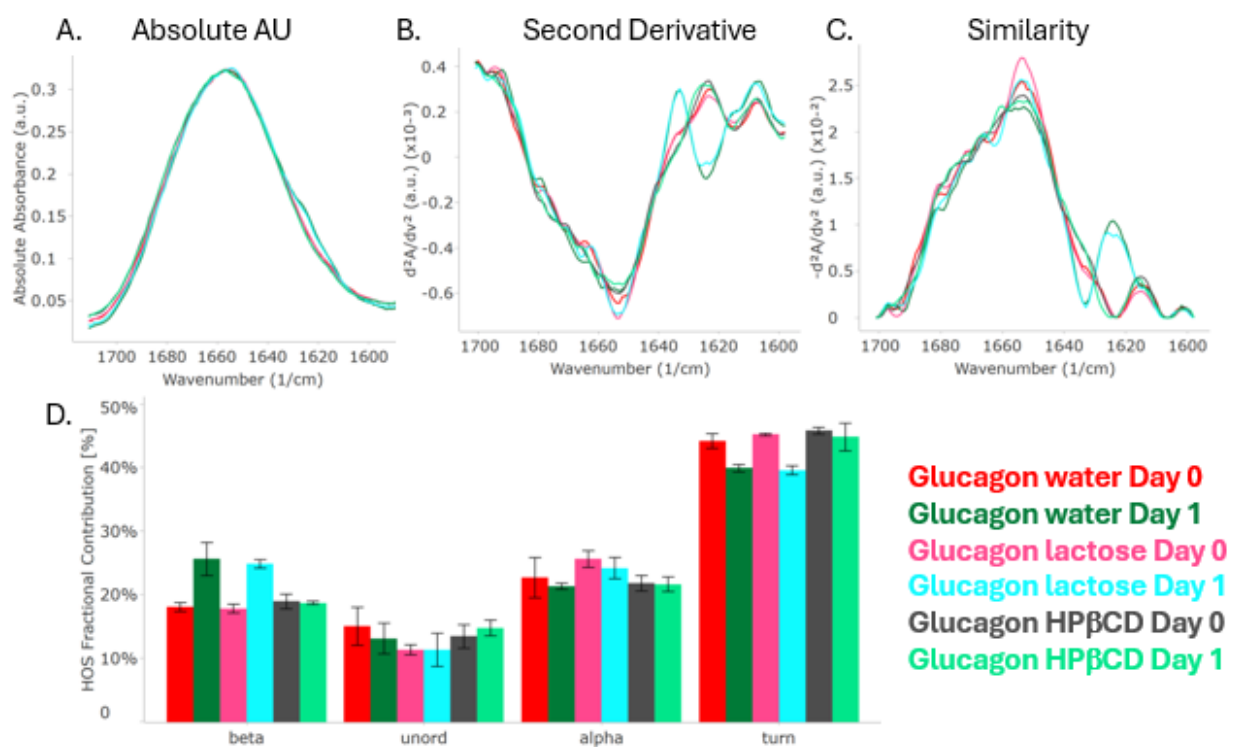 A. Absolute AU
B. Second Derivative
C. Similarity
Absolute Absorbance (a.u.)
0.3
0.25
0.2
0.15
0.1
0.05
1700 1680 1660 1640 1620 1600
Wavenumber (1/cm)
d²A/dv² (a.u.) (x10⁻³)
0.4
0.2
0
-0.2
-0.4
-0.6
1700 1680 1660 1640 1620 1600
Wavenumber (1/cm)
-d²A/dv² (a.u.) (x10⁻²)
2.5
2
1.5
1
0.5
0
1700 1680 1660 1640 1620 1600
Wavenumber (1/cm)
D.
HOS Fractional Contribution [%]
50%
40%
30%
20%
10%
0
beta unord alpha turn
Glucagon water Day 0
Glucagon water Day 1
Glucagon lactose Day 0
Glucagon lactose Day 1
Glucagon HPβCD Day 0
Glucagon HPβCD Day 1